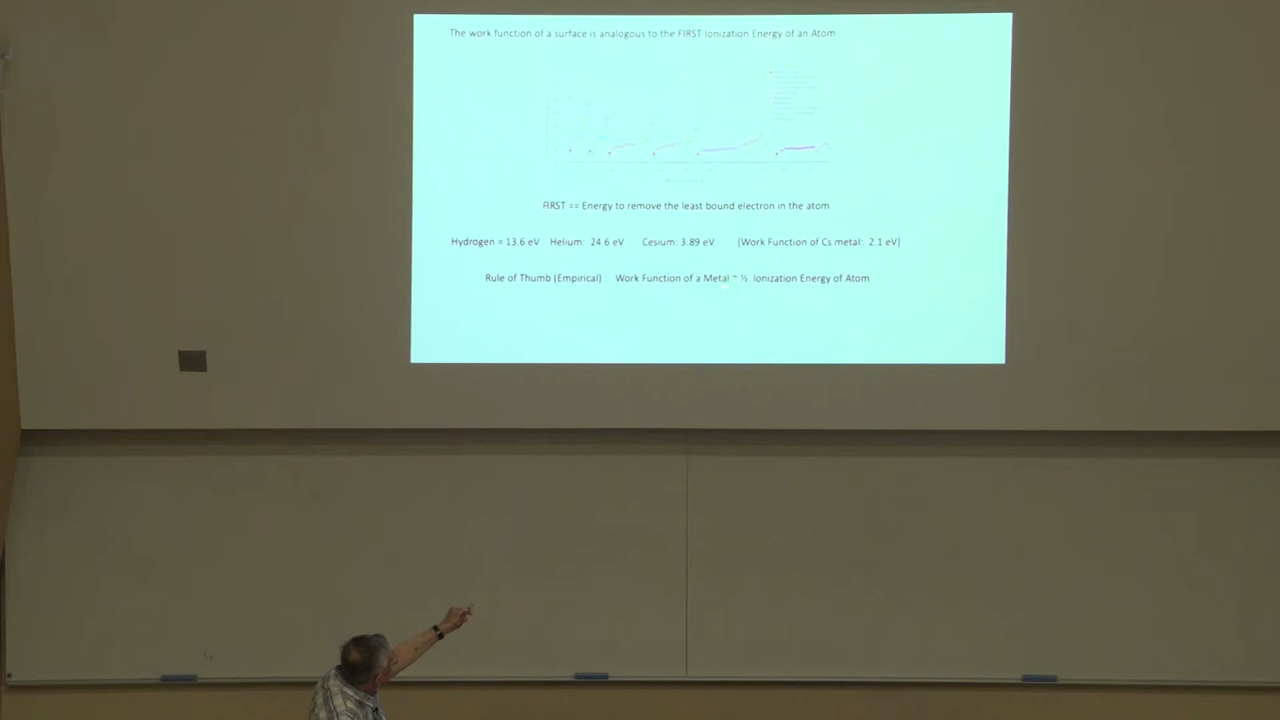 The work function of a surface is analogous to the FIRST Ionization Energy of an Atom
FIRST == Energy to remove the least bound electron in the atom
Hydrogen = 13.6 eV Helium: 24.6 eV Cesium: 3.89 eV [Work Function of Cs metal: 2.1 eV]
Rule of Thumb (Empirical) : Work Function of a Metal ~ ½ Ionization Energy of Atom